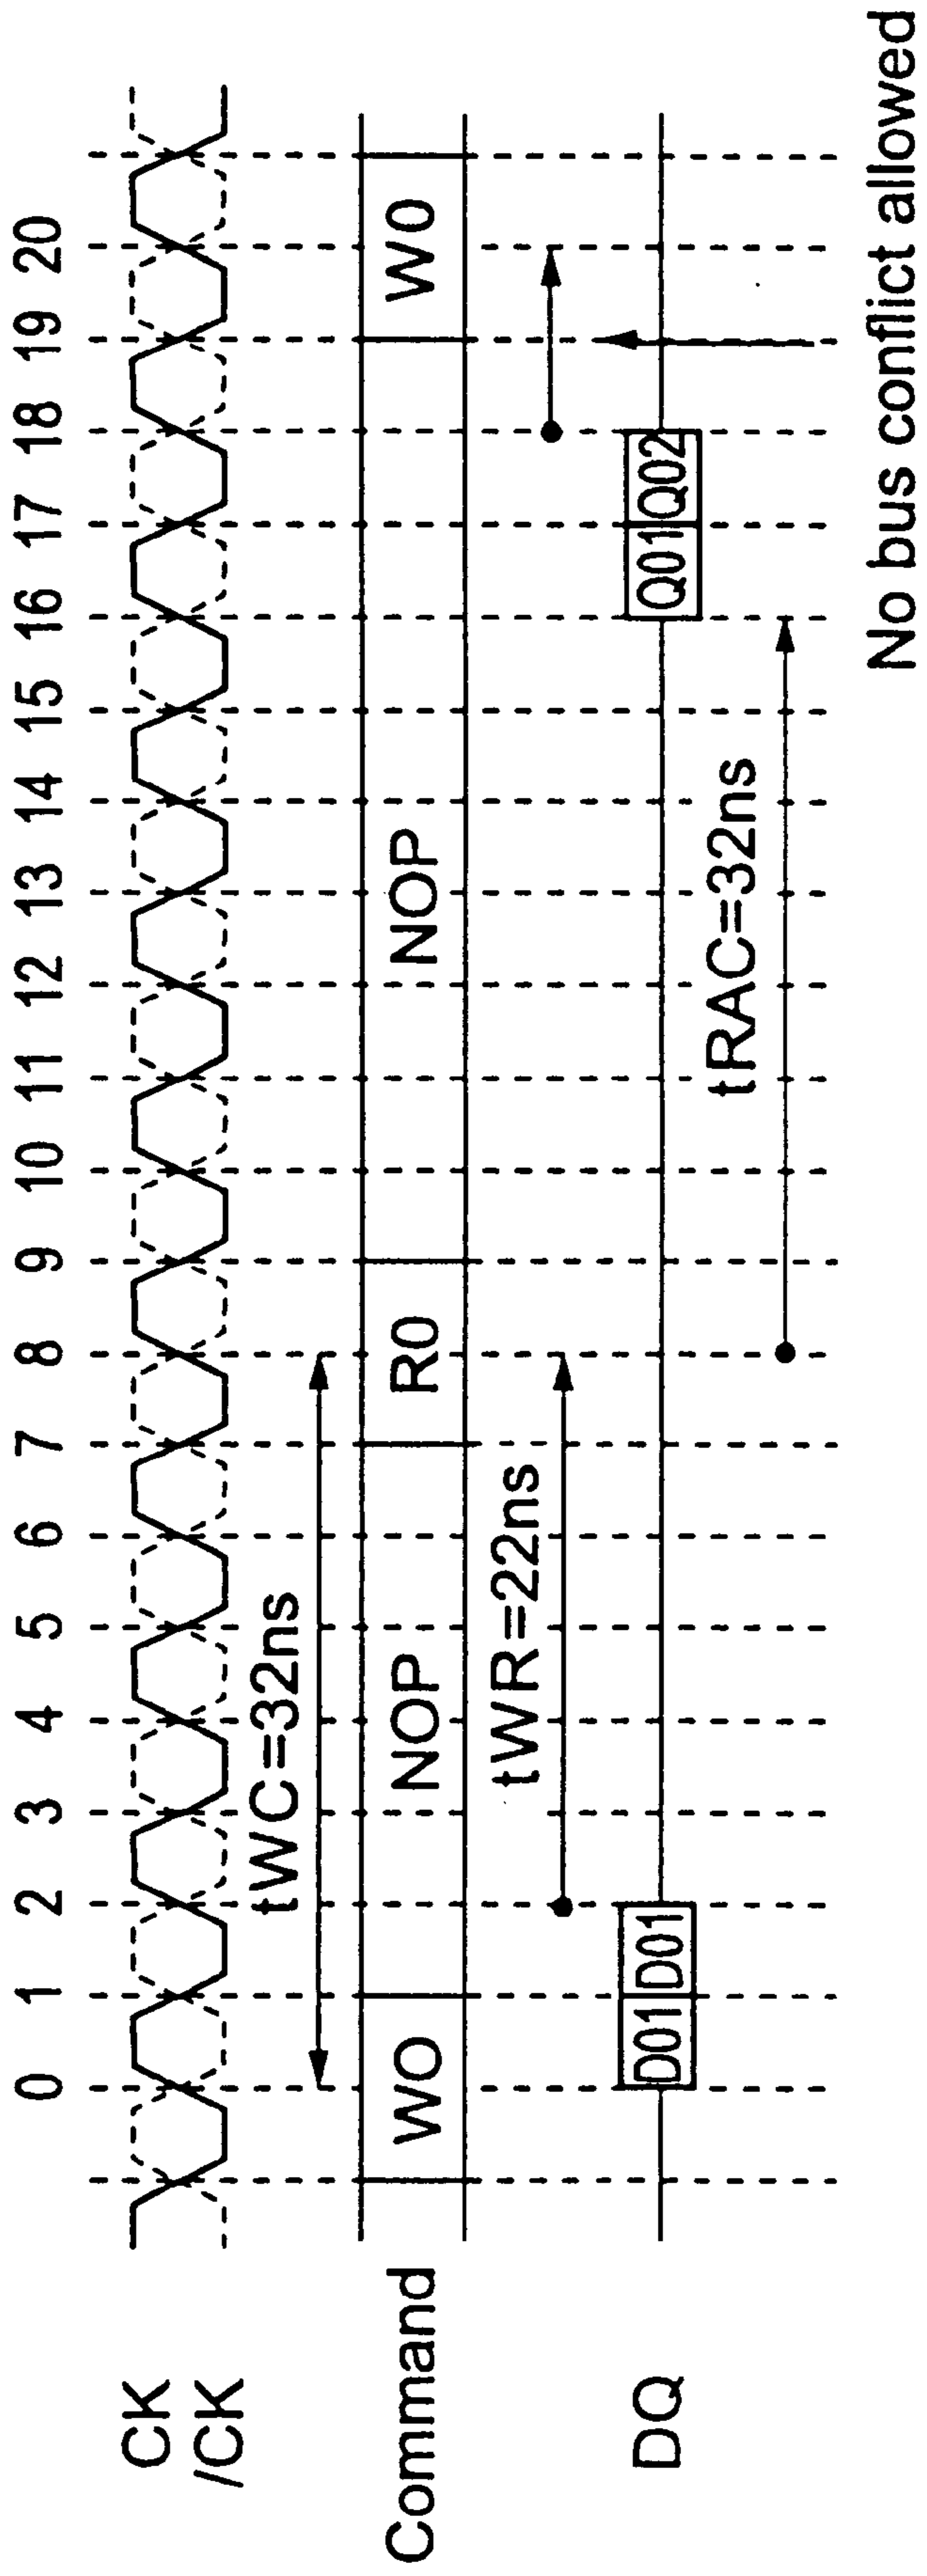 0 1 2 3 4 5 6 7 8 9 10 11 12 13 14 15 16 17 18 19 20
CK
/CK
tWC=32ns
Command WO NOP R0 NOP W0
tWR=22ns
DQ D01 D01 Q01 Q02
tRAC=32ns
No bus conflict allowed